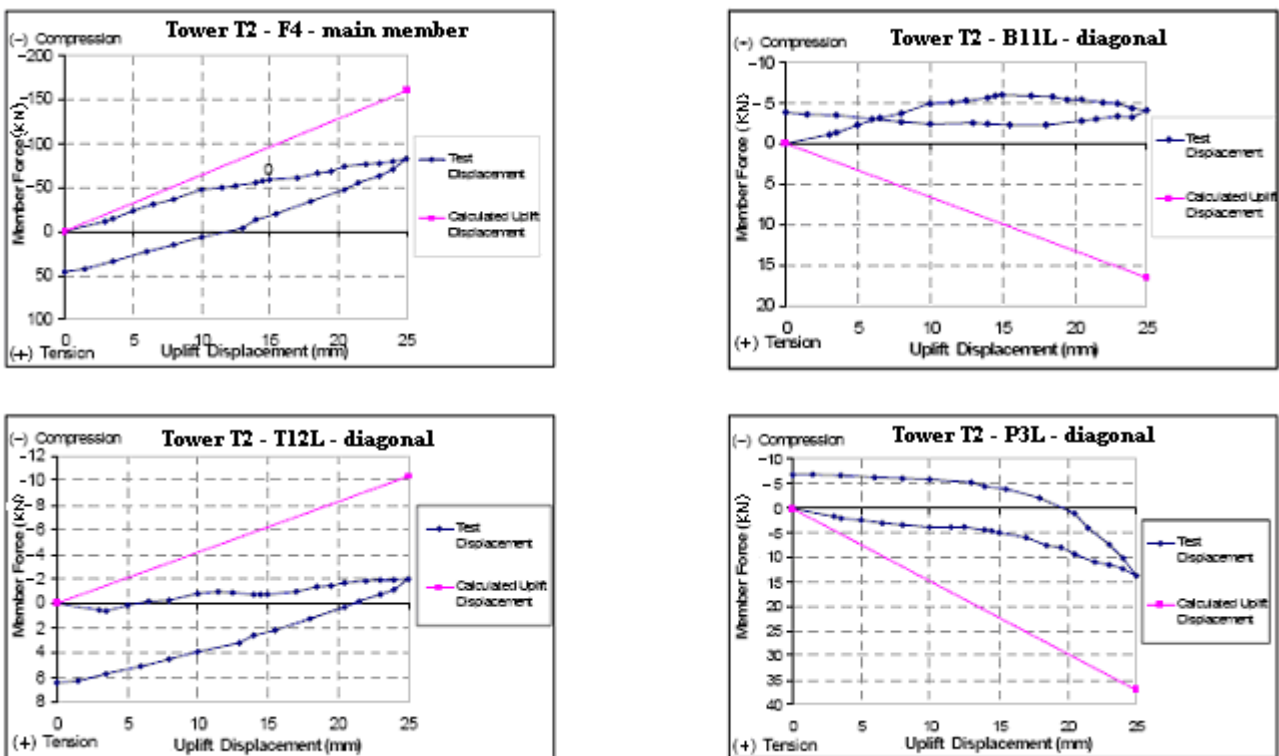 Tower T2 - F4 - main member
(-) Compression
-200
-150
-100
-50
0
50
100
Member Force (KN)
0
0 5 10 15 20 25
(+) Tension
Uplift Displacement (mm)
Test Displacement
Calculated Uplift Displacement
Tower T2 - B11L - diagonal
(-) Compression
-10
-5
0
5
10
15
20
Member Force (KN)
0 5 10 15 20 25
(+) Tension
Uplift Displacement (mm)
Test Displacement
Calculated Uplift Displacement
Tower T2 - T12L - diagonal
(-) Compression
-12
-10
-8
-6
-4
-2
0
2
4
6
8
Member Force (KN)
0 5 10 15 20 25
(+) Tension
Uplift Displacement (mm)
Test Displacement
Calculated Uplift Displacement
Tower T2 - P3L - diagonal
(-) Compression
-10
-5
0
5
10
15
20
25
30
35
40
Member Force (KN)
0 5 10 15 20 25
(+) Tension
Uplift Displacement (mm)
Test Displacement
Calculated Uplift Displacement